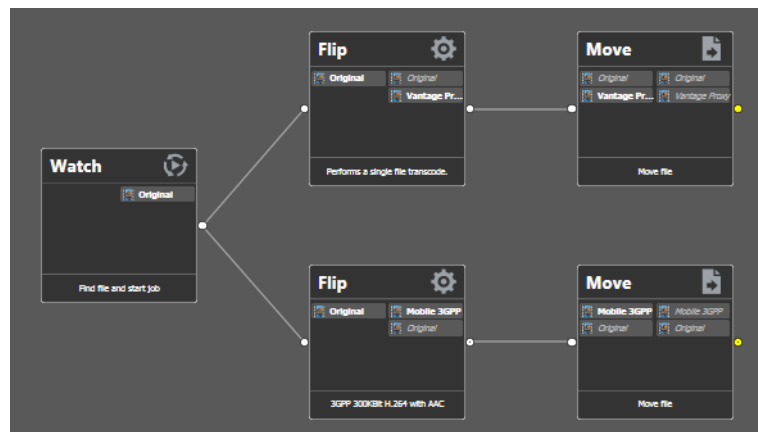 Flip
Original
Original
Vantage Pr...
Performs a single file transcode.
Move
Original
Original
Vantage Pr...
Vantage Proxy
Move file
Watch
Original
Find file and start job
Flip
Original
Mobile 3GPP
Original
3GPP 300KBit H.264 with AAC
Move
Mobile 3GPP
Mobile 3GPP
Original
Original
Move file